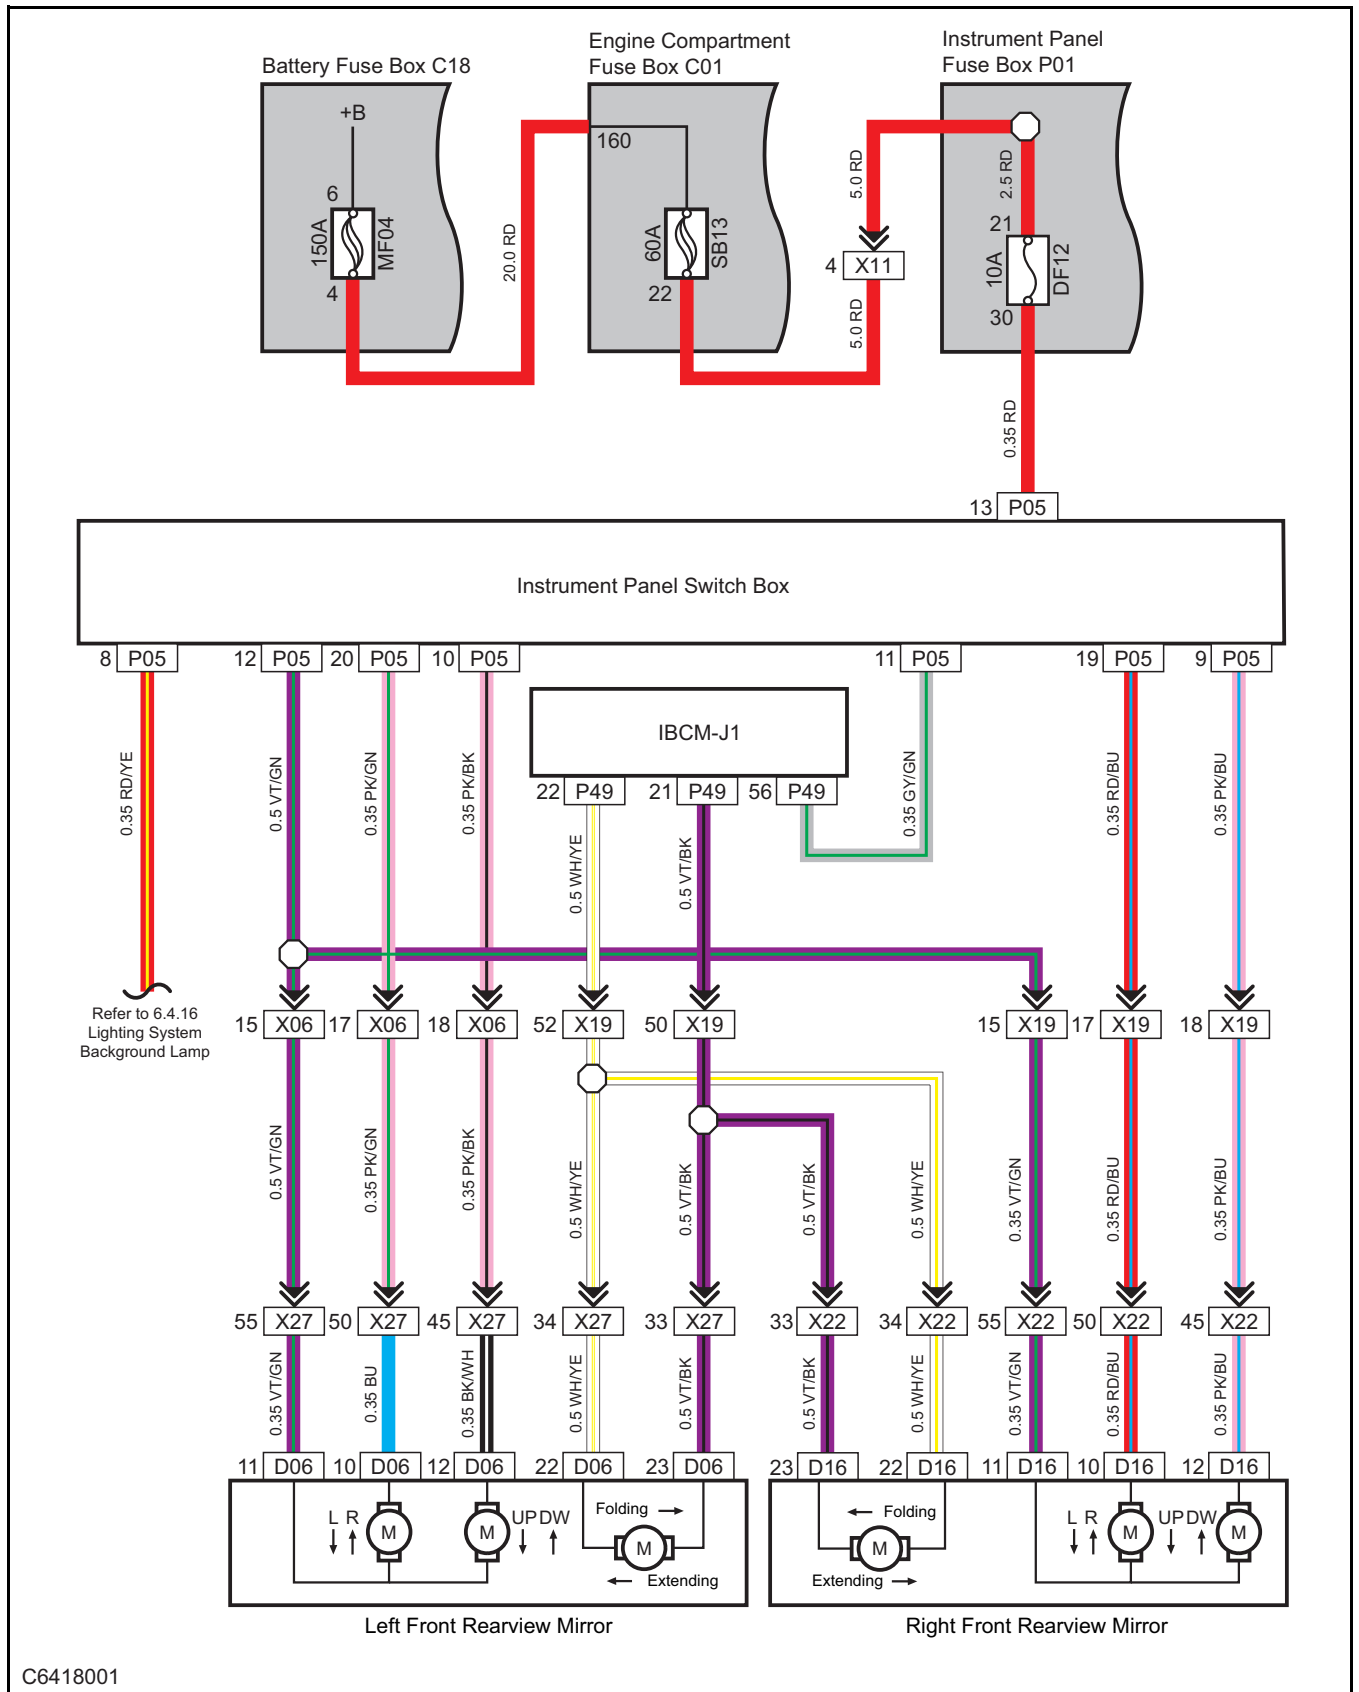 Battery Fuse Box C18
Engine Compartment
Fuse Box C01
Instrument Panel
Fuse Box P01
+B
6
150A
MF04
4
20.0 RD
160
60A
SB13
22
5.0 RD
4 X11
5.0 RD
2.5 RD
21
10A
DF12
30
0.35 RD
13 P05
Instrument Panel Switch Box
8 P05
12 P05
20 P05
10 P05
11 P05
19 P05
9 P05
IBCM-J1
22 P49
21 P49
56 P49
0.35 RD/YE
0.5 VT/GN
0.35 PK/GN
0.35 PK/BK
0.5 WH/YE
0.5 VT/BK
0.35 GY/GN
0.35 RD/BU
0.35 PK/BU
Refer to 6.4.16
Lighting System
Background Lamp
15 X06
17 X06
18 X06
52 X19
50 X19
15 X19
17 X19
18 X19
0.5 VT/GN
0.35 PK/GN
0.35 PK/BK
0.5 WH/YE
0.5 VT/BK
0.5 VT/BK
0.5 WH/YE
0.35 VT/GN
0.35 RD/BU
0.35 PK/BU
55 X27
50 X27
45 X27
34 X27
33 X27
33 X22
34 X22
55 X22
50 X22
45 X22
0.35 VT/GN
0.35 BU
0.35 BK/WH
0.5 WH/YE
0.5 VT/BK
0.5 VT/BK
0.5 WH/YE
0.35 VT/GN
0.35 RD/BU
0.35 PK/BU
11 D06
10 D06
12 D06
22 D06
23 D06
23 D16
22 D16
11 D16
10 D16
12 D16
L R
M
M
UP DW
Folding
M
Extending
Folding
M
Extending
L R
M
UP DW
M
Left Front Rearview Mirror
Right Front Rearview Mirror
C6418001